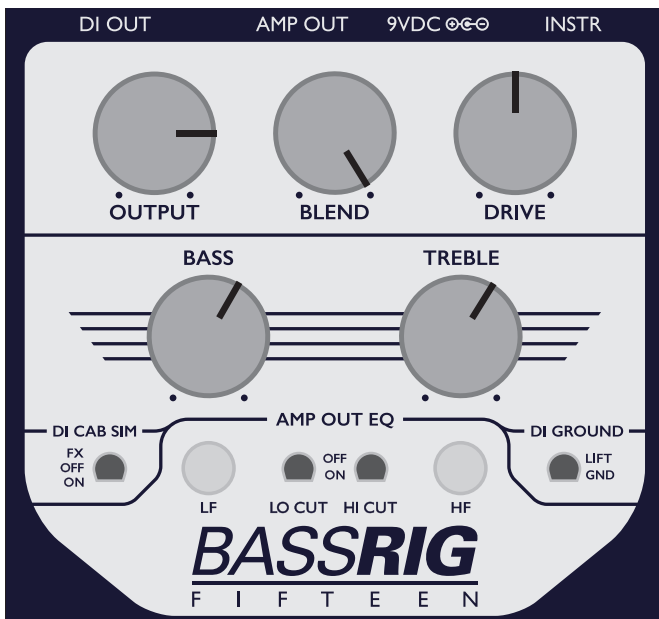 DI OUT AMP OUT 9VDC INSTR
OUTPUT BLEND DRIVE
BASS TREBLE
AMP OUT EQ
DI CAB SIM DI GROUND
FX
OFF
ON
OFF
ON
LIFT
GND
LF LO CUT HI CUT HF
BASSRIG
FIFTEEN